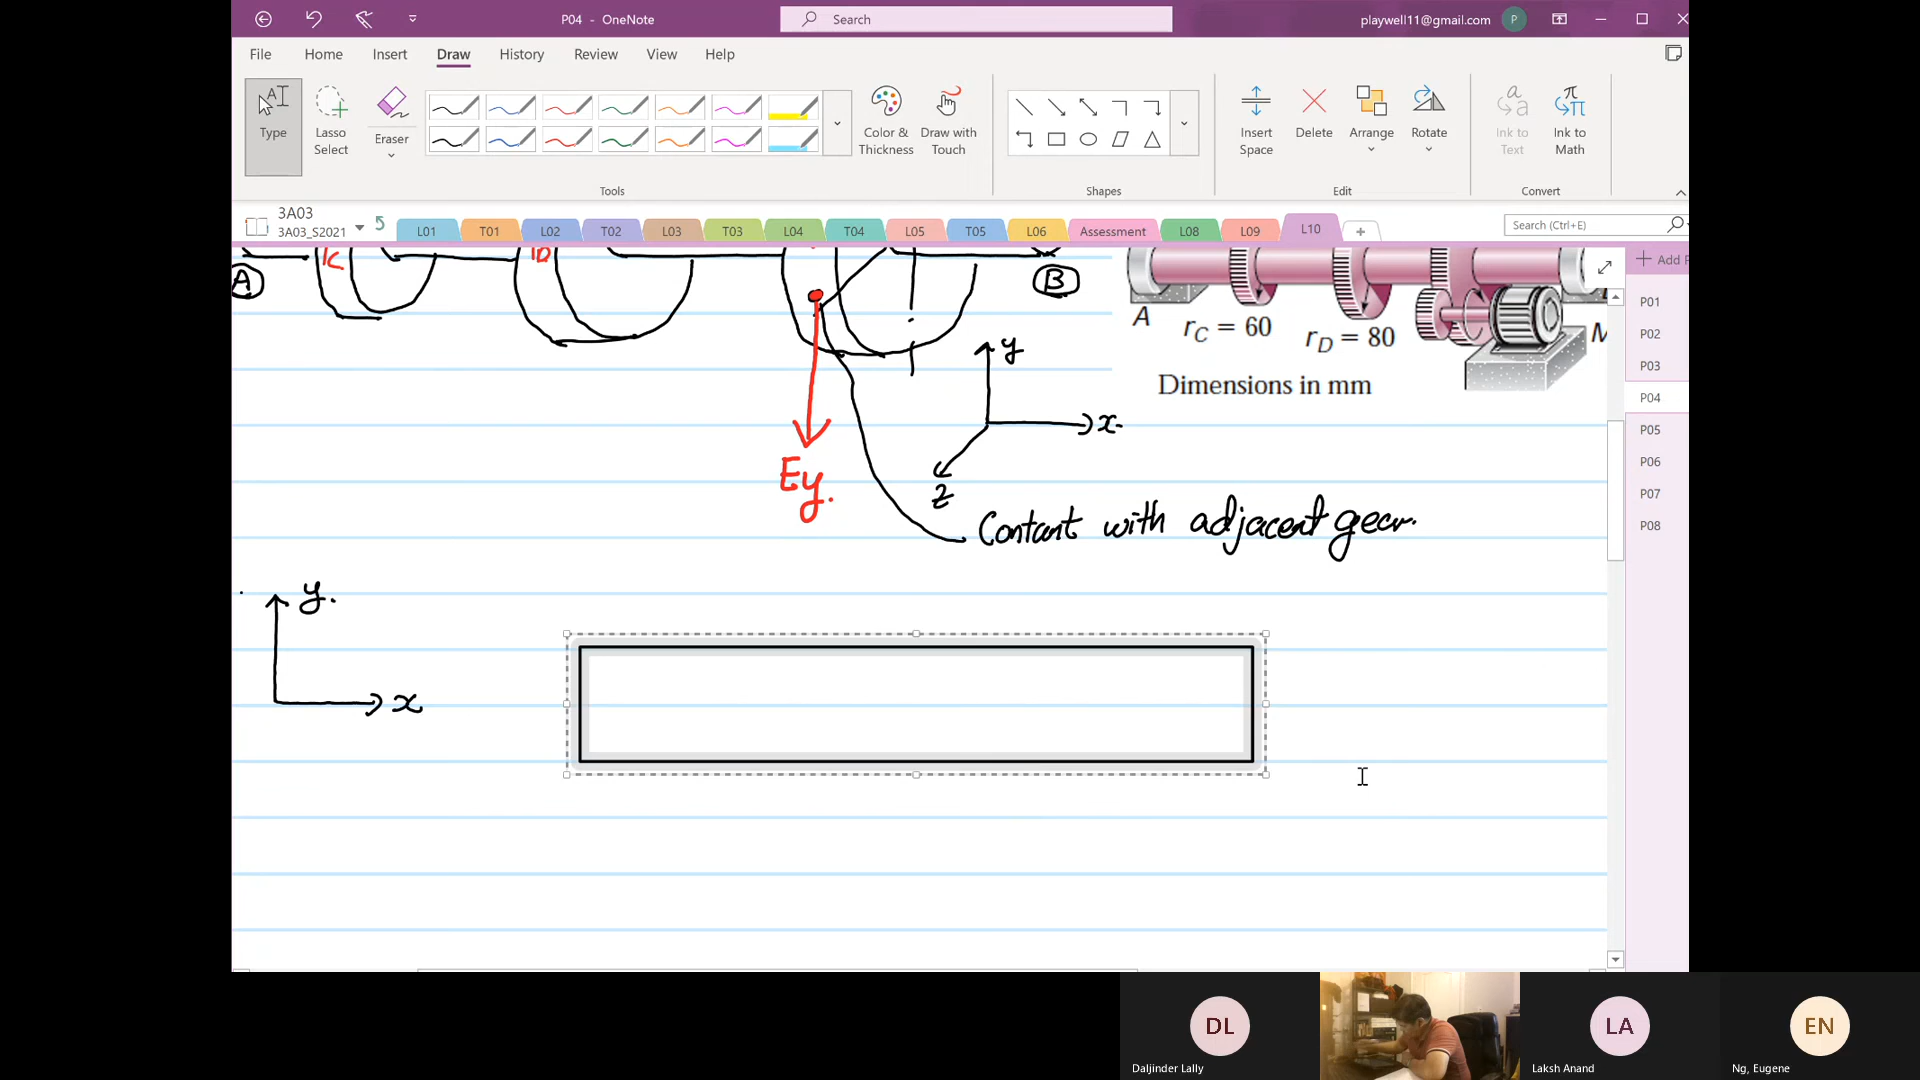 P04 - OneNote
Search
playwell11@gmail.com
P
File Home Insert Draw History Review View Help
Type
Lasso Select
Eraser
Color & Thickness
Draw with Touch
Insert Space
Delete
Arrange
Rotate
Ink to Text
Ink to Math
Tools Shapes Edit Convert
3A03
3A03_S2021
L01 T01 L02 T02 L03 T03 L04 T04 L05 T05 L06 Assessment L08 L09 L10
Search (Ctrl+E)
Add P
P01
P02
P03
P04
P05
P06
P07
P08
A
B
A
rC = 60
rD = 80
M
Dimensions in mm
y
x
z
Ey.
Contant with adjacent gear.
y.
x
DL
LA
EN
Daljinder Lally
Laksh Anand
Ng, Eugene